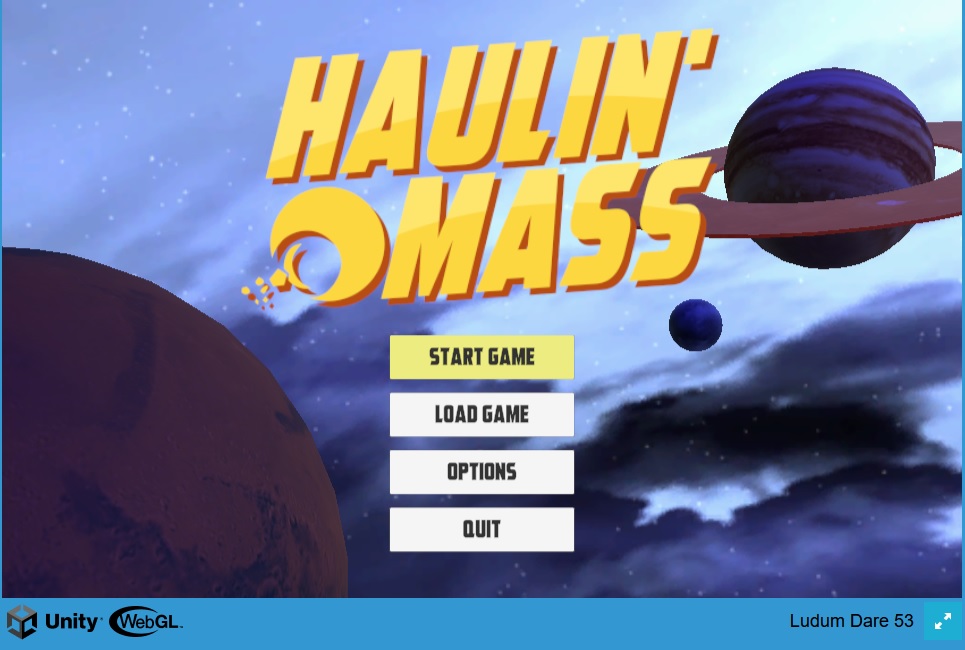 HAULIN'
MASS
START GAME
LOAD GAME
OPTIONS
QUIT
Unity WebGL
Ludum Dare 53